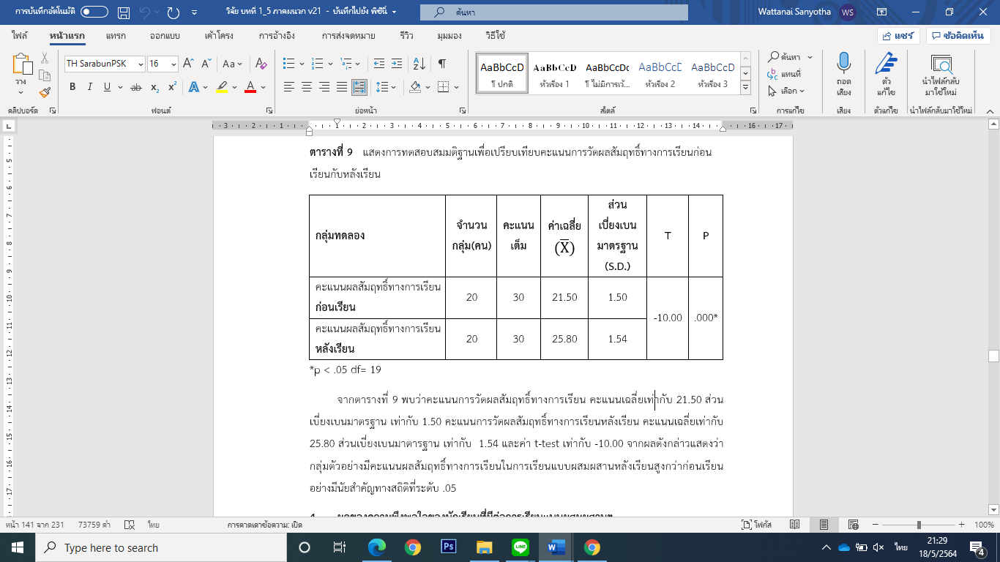 การบันทึกอัตโนมัติ
วิจัย บทที่ 1_5 ภาคผนวก v21 - บันทึกไปยัง พีซีนี้
ค้นหา
Wattanai Sanyotha
WS
ไฟล์ หน้าแรก แทรก ออกแบบ เค้าโครง การอ้างอิง การส่งจดหมาย รีวิว มุมมอง วิธีใช้
แชร์
ข้อคิดเห็น
วาง
TH SarabunPSK
16
AaBbCcD AaBbCcD AaBbCcDc AaBbCcD AaBbCcD
¶ ปกติ หัวเรื่อง 1 ¶ ไม่มีการเว้... หัวเรื่อง 2 หัวเรื่อง 3
ค้นหา
แทนที่
เลือก
ถอด
เสียง
ตัว
แก้ไข
นำไฟล์กลับ
มาใช้ใหม่
คลิปบอร์ด ฟอนต์ ย่อหน้า สไตล์ การแก้ไข เสียง ตัวแก้ไข นำไฟล์กลับมาใช้ใหม่
ตารางที่ 9 แสดงการทดสอบสมมติฐานเพื่อเปรียบเทียบคะแนนการวัดผลสัมฤทธิ์ทางการเรียนก่อน
เรียนกับหลังเรียน
กลุ่มทดลอง
จำนวน
กลุ่ม(คน)
คะแนน
เต็ม
ค่าเฉลี่ย
(X̅)
ส่วน
เบี่ยงเบน
มาตรฐาน
(S.D.)
T
P
คะแนนผลสัมฤทธิ์ทางการเรียน
ก่อนเรียน
20 30 21.50 1.50
-10.00 .000*
คะแนนผลสัมฤทธิ์ทางการเรียน
หลังเรียน
20 30 25.80 1.54
*p < .05 df= 19
จากตารางที่ 9 พบว่าคะแนนการวัดผลสัมฤทธิ์ทางการเรียน คะแนนเฉลี่ยเท่ากับ 21.50 ส่วน
เบี่ยงเบนมาตรฐาน เท่ากับ 1.50 คะแนนการวัดผลสัมฤทธิ์ทางการเรียนหลังเรียน คะแนนเฉลี่ยเท่ากับ
25.80 ส่วนเบี่ยงเบนมาตารฐาน เท่ากับ 1.54 และค่า t-test เท่ากับ -10.00 จากผลดังกล่าวแสดงว่า
กลุ่มตัวอย่างมีคะแนนผลสัมฤทธิ์ทางการเรียนในการเรียนแบบผสมผสานหลังเรียนสูงกว่าก่อนเรียน
อย่างมีนัยสำคัญทางสถิติที่ระดับ .05
หน้า 141 จาก 231 73759 คำ ไทย การคาดเดาข้อความ: เปิด โฟกัส 100%
Type here to search
ไทย
21:29
18/5/2564
4